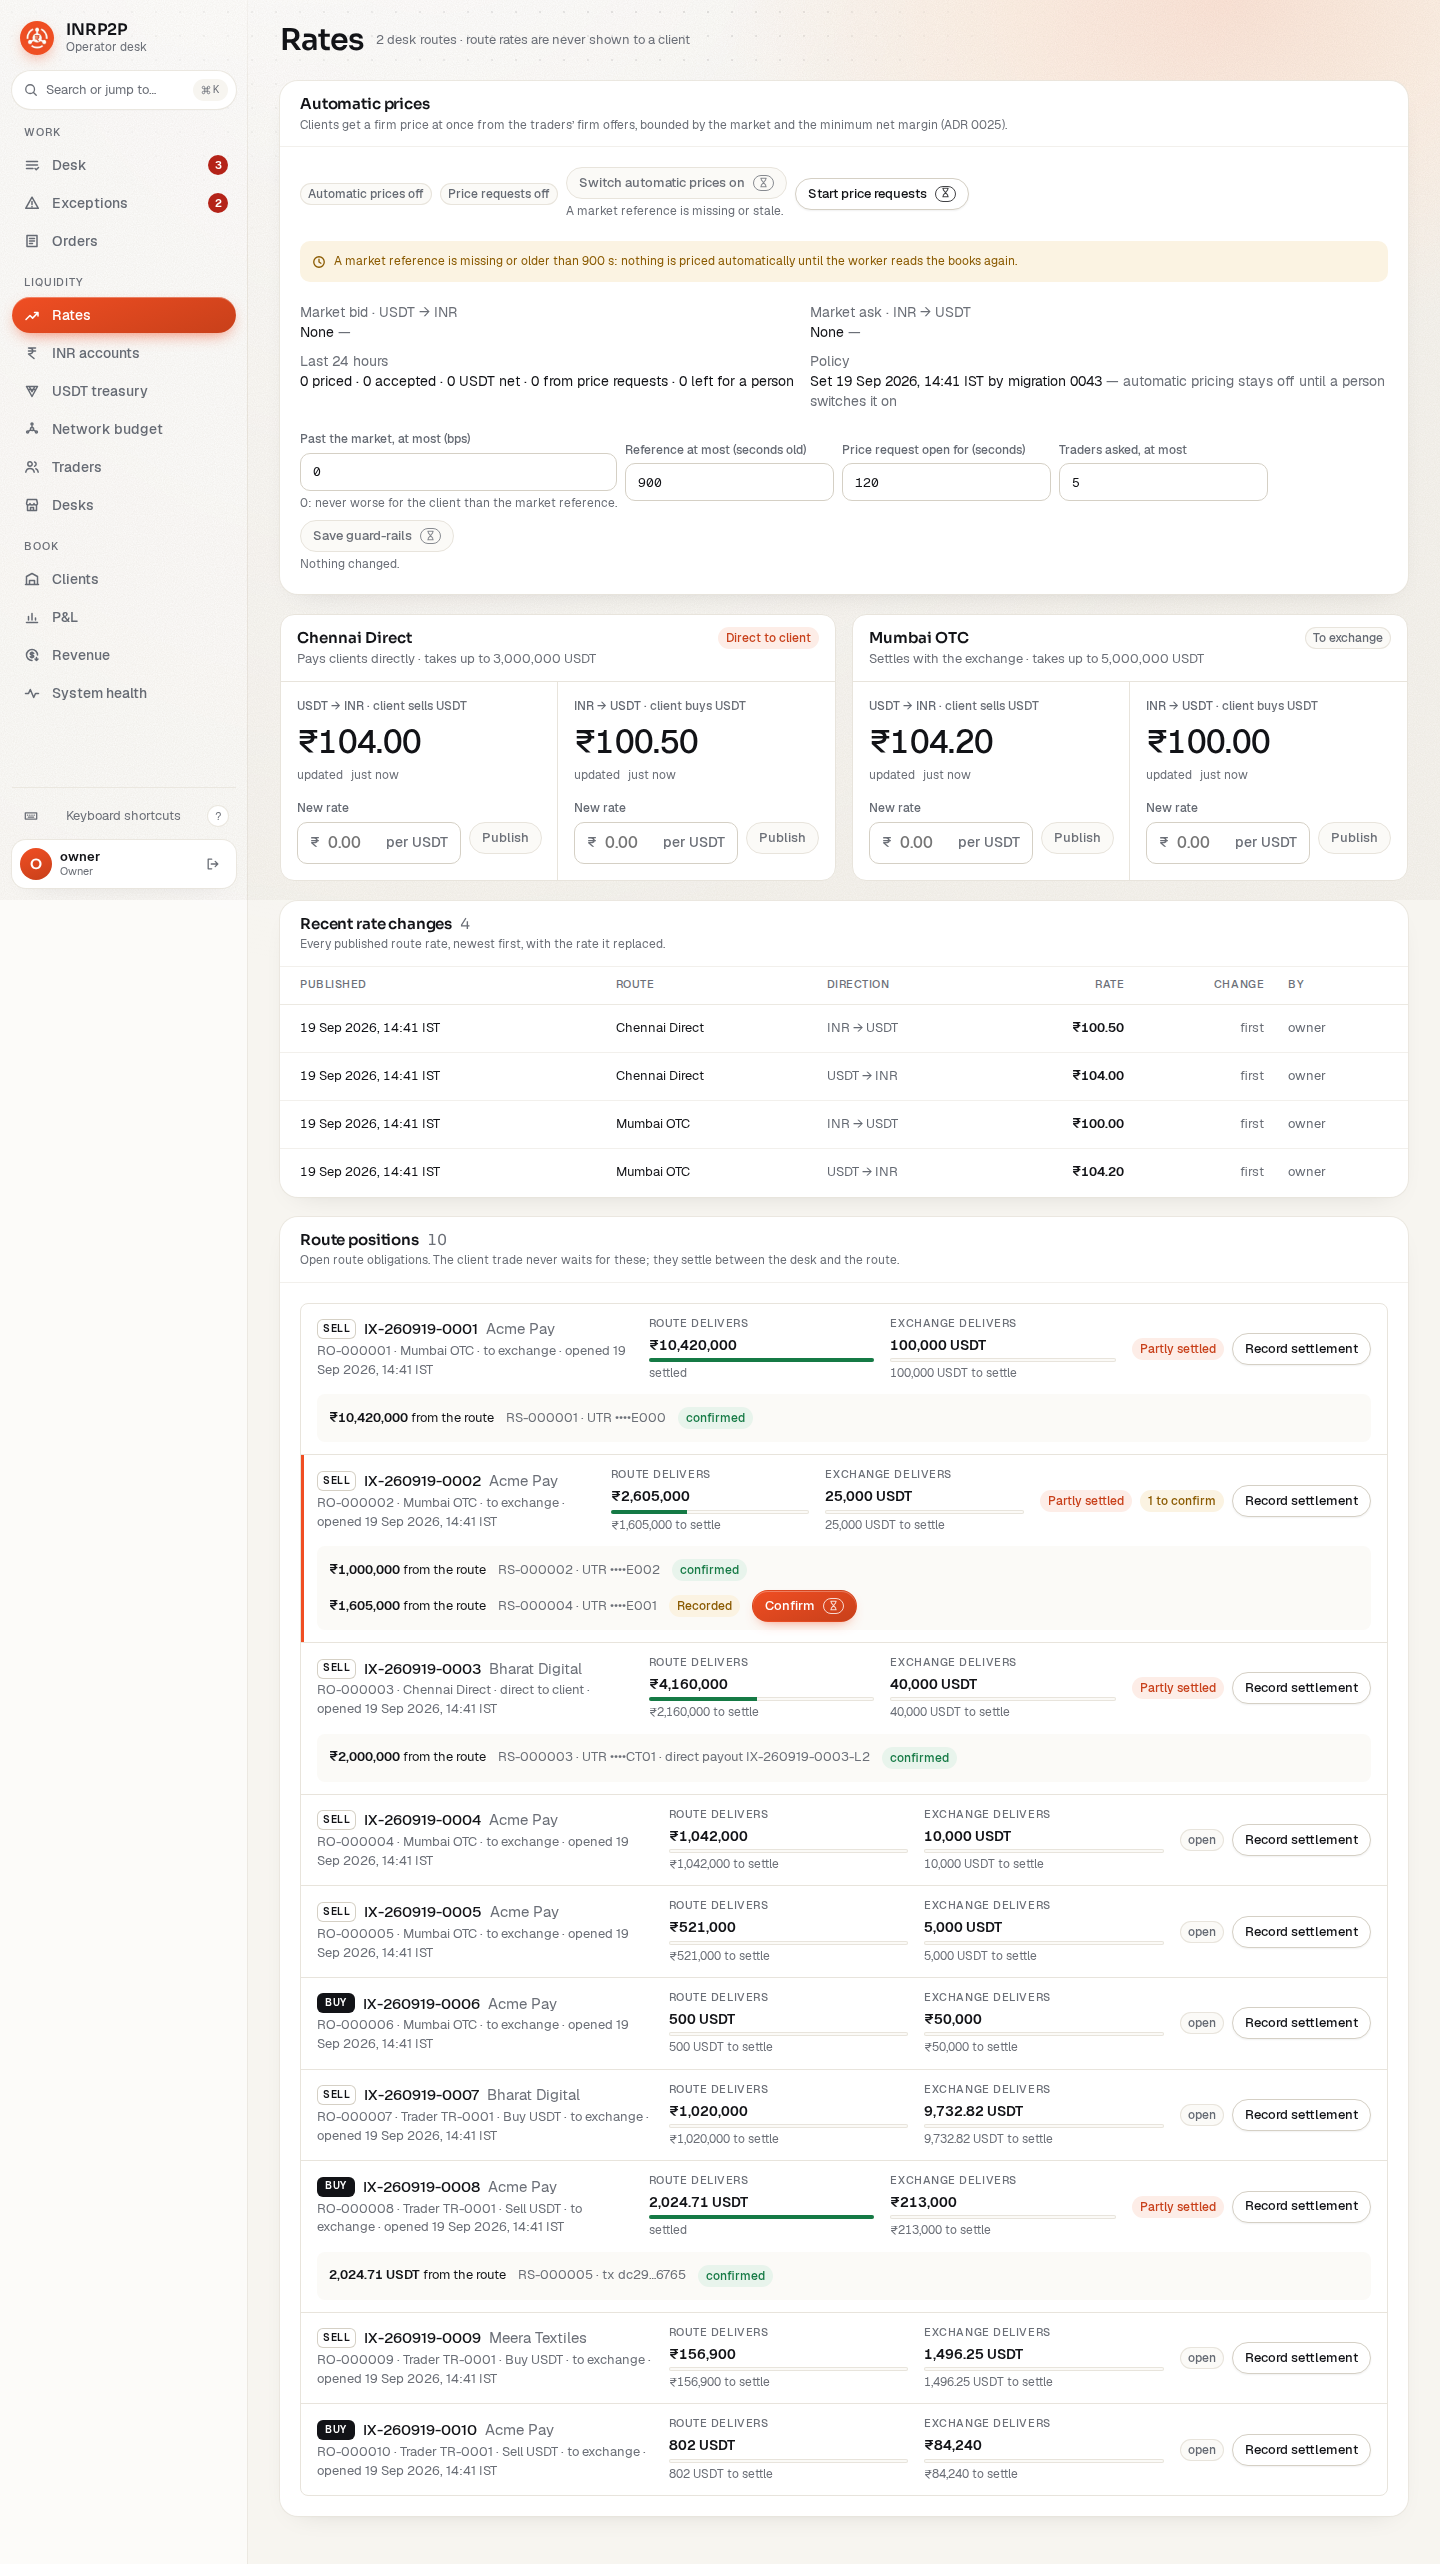 INRP2P
Operator desk
Search or jump to...
⌘K
WORK
Desk
3
Exceptions
2
Orders
LIQUIDITY
Rates
INR accounts
USDT treasury
Network budget
Traders
Desks
BOOK
Clients
P&L
Revenue
System health
Keyboard shortcuts
?
O
owner
Owner
Rates
2 desk routes · route rates are never shown to a client
Automatic prices
Clients get a firm price at once from the traders' firm offers, bounded by the market and the minimum net margin (ADR 0025).
Automatic prices off
Price requests off
Switch automatic prices on
A market reference is missing or stale.
Start price requests
A market reference is missing or older than 900 s: nothing is priced automatically until the worker reads the books again.
Market bid · USDT → INR
None —
Market ask · INR → USDT
None —
Last 24 hours
0 priced · 0 accepted · 0 USDT net · 0 from price requests · 0 left for a person
Policy
Set 19 Sep 2026, 14:41 IST by migration 0043 — automatic pricing stays off until a person
switches it on
Past the market, at most (bps)
0
0: never worse for the client than the market reference.
Reference at most (seconds old)
900
Price request open for (seconds)
120
Traders asked, at most
5
Save guard-rails
Nothing changed.
Chennai Direct
Direct to client
Pays clients directly · takes up to 3,000,000 USDT
USDT → INR · client sells USDT
₹104.00
updated just now
New rate
₹ 0.00 per USDT
Publish
INR → USDT · client buys USDT
₹100.50
updated just now
New rate
₹ 0.00 per USDT
Publish
Mumbai OTC
To exchange
Settles with the exchange · takes up to 5,000,000 USDT
USDT → INR · client sells USDT
₹104.20
updated just now
New rate
₹ 0.00 per USDT
Publish
INR → USDT · client buys USDT
₹100.00
updated just now
New rate
₹ 0.00 per USDT
Publish
Recent rate changes 4
Every published route rate, newest first, with the rate it replaced.
PUBLISHED ROUTE DIRECTION RATE CHANGE BY
19 Sep 2026, 14:41 IST Chennai Direct INR → USDT ₹100.50 first owner
19 Sep 2026, 14:41 IST Chennai Direct USDT → INR ₹104.00 first owner
19 Sep 2026, 14:41 IST Mumbai OTC INR → USDT ₹100.00 first owner
19 Sep 2026, 14:41 IST Mumbai OTC USDT → INR ₹104.20 first owner
Route positions 10
Open route obligations. The client trade never waits for these; they settle between the desk and the route.
SELL IX-260919-0001 Acme Pay
RO-000001 · Mumbai OTC · to exchange · opened 19
Sep 2026, 14:41 IST
ROUTE DELIVERS
₹10,420,000
settled
EXCHANGE DELIVERS
100,000 USDT
100,000 USDT to settle
Partly settled
Record settlement
₹10,420,000 from the route RS-000001 · UTR ••••E000 confirmed
SELL IX-260919-0002 Acme Pay
RO-000002 · Mumbai OTC · to exchange ·
opened 19 Sep 2026, 14:41 IST
ROUTE DELIVERS
₹2,605,000
₹1,605,000 to settle
EXCHANGE DELIVERS
25,000 USDT
25,000 USDT to settle
Partly settled
1 to confirm
Record settlement
₹1,000,000 from the route RS-000002 · UTR ••••E002 confirmed
₹1,605,000 from the route RS-000004 · UTR ••••E001 Recorded Confirm
SELL IX-260919-0003 Bharat Digital
RO-000003 · Chennai Direct · direct to client ·
opened 19 Sep 2026, 14:41 IST
ROUTE DELIVERS
₹4,160,000
₹2,160,000 to settle
EXCHANGE DELIVERS
40,000 USDT
40,000 USDT to settle
Partly settled
Record settlement
₹2,000,000 from the route RS-000003 · UTR ••••CT01 · direct payout IX-260919-0003-L2 confirmed
SELL IX-260919-0004 Acme Pay
RO-000004 · Mumbai OTC · to exchange · opened 19
Sep 2026, 14:41 IST
ROUTE DELIVERS
₹1,042,000
₹1,042,000 to settle
EXCHANGE DELIVERS
10,000 USDT
10,000 USDT to settle
open
Record settlement
SELL IX-260919-0005 Acme Pay
RO-000005 · Mumbai OTC · to exchange · opened 19
Sep 2026, 14:41 IST
ROUTE DELIVERS
₹521,000
₹521,000 to settle
EXCHANGE DELIVERS
5,000 USDT
5,000 USDT to settle
open
Record settlement
BUY IX-260919-0006 Acme Pay
RO-000006 · Mumbai OTC · to exchange · opened 19
Sep 2026, 14:41 IST
ROUTE DELIVERS
500 USDT
500 USDT to settle
EXCHANGE DELIVERS
₹50,000
₹50,000 to settle
open
Record settlement
SELL IX-260919-0007 Bharat Digital
RO-000007 · Trader TR-0001 · Buy USDT · to exchange ·
opened 19 Sep 2026, 14:41 IST
ROUTE DELIVERS
₹1,020,000
₹1,020,000 to settle
EXCHANGE DELIVERS
9,732.82 USDT
9,732.82 USDT to settle
open
Record settlement
BUY IX-260919-0008 Acme Pay
RO-000008 · Trader TR-0001 · Sell USDT · to
exchange · opened 19 Sep 2026, 14:41 IST
ROUTE DELIVERS
2,024.71 USDT
settled
EXCHANGE DELIVERS
₹213,000
₹213,000 to settle
Partly settled
Record settlement
2,024.71 USDT from the route RS-000005 · tx dc29…6765 confirmed
SELL IX-260919-0009 Meera Textiles
RO-000009 · Trader TR-0001 · Buy USDT · to exchange ·
opened 19 Sep 2026, 14:41 IST
ROUTE DELIVERS
₹156,900
₹156,900 to settle
EXCHANGE DELIVERS
1,496.25 USDT
1,496.25 USDT to settle
open
Record settlement
BUY IX-260919-0010 Acme Pay
RO-000010 · Trader TR-0001 · Sell USDT · to exchange ·
opened 19 Sep 2026, 14:41 IST
ROUTE DELIVERS
802 USDT
802 USDT to settle
EXCHANGE DELIVERS
₹84,240
₹84,240 to settle
open
Record settlement